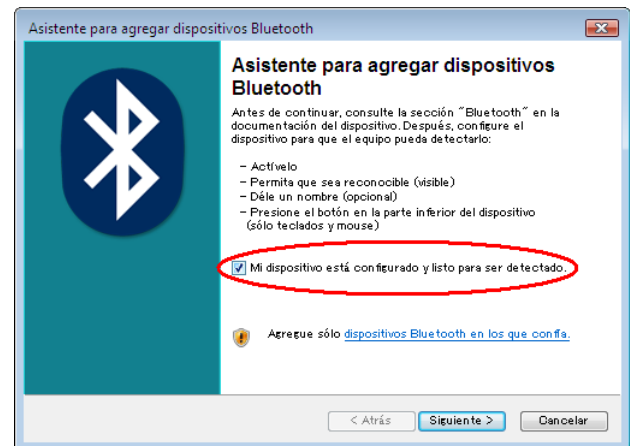 Asistente para agregar dispositivos Bluetooth
Asistente para agregar dispositivos
Bluetooth
Antes de continuar, consulte la sección "Bluetooth" en la
documentación del dispositivo. Después, configure el
dispositivo para que el equipo pueda detectarlo:
- Actívelo
- Permita que sea reconocible (visible)
- Déle un nombre (opcional)
- Presione el botón en la parte inferior del dispositivo
(sólo teclados y mouse)
Mi dispositivo está configurado y listo para ser detectado.
Agregue sólo dispositivos Bluetooth en los que confía.
< Atrás Siguiente > Cancelar